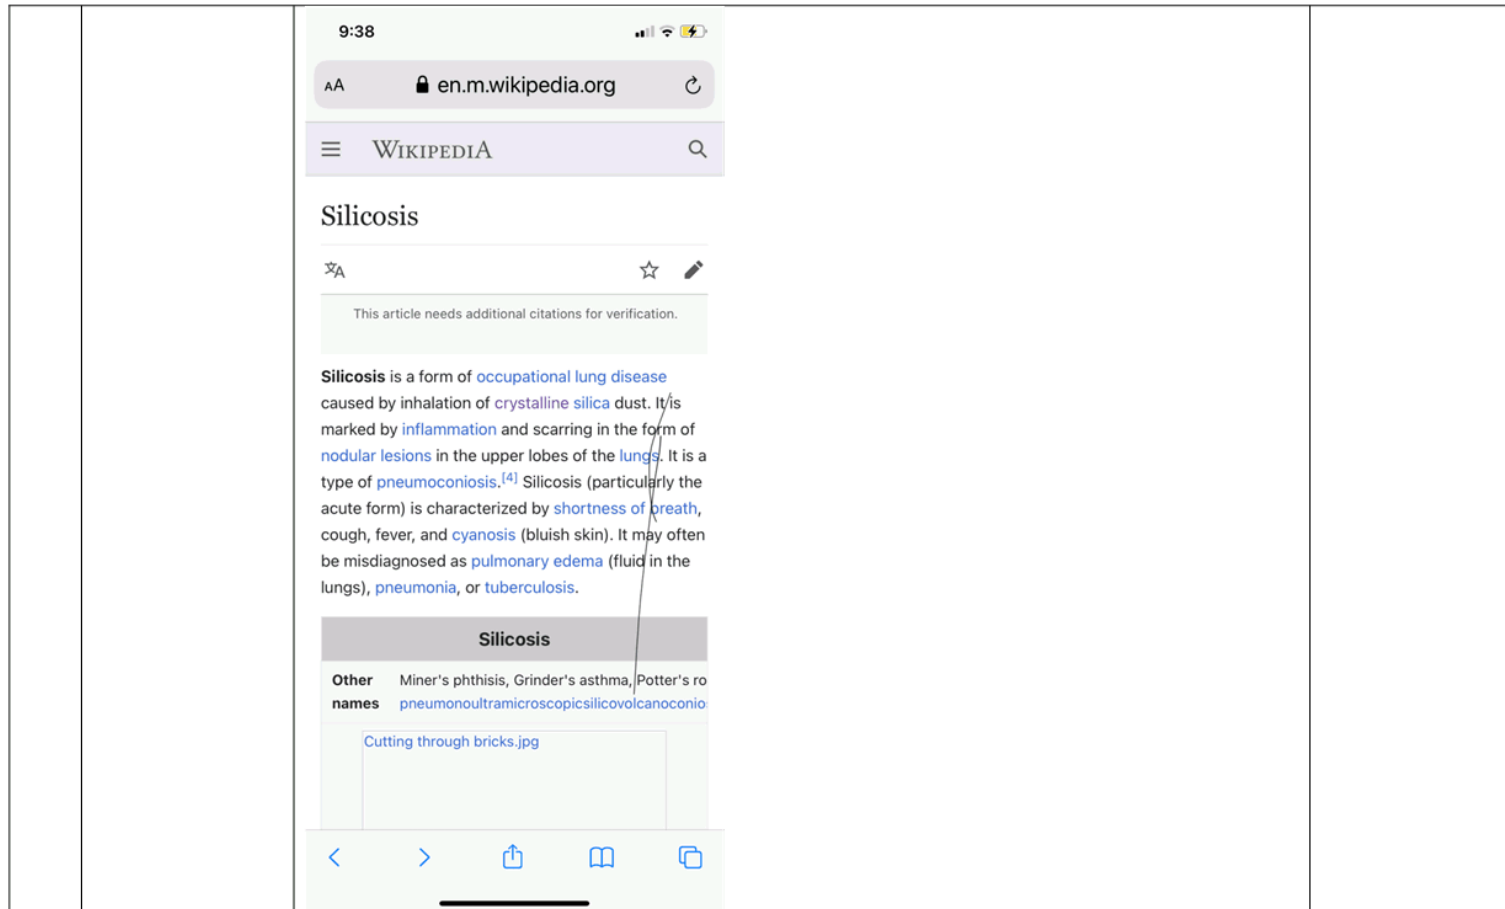 9:38
AA en.m.wikipedia.org
WIKIPEDIA
Silicosis
文A
This article needs additional citations for verification.
Silicosis is a form of occupational lung disease
caused by inhalation of crystalline silica dust. It is
marked by inflammation and scarring in the form of
nodular lesions in the upper lobes of the lungs. It is a
type of pneumoconiosis.[4] Silicosis (particularly the
acute form) is characterized by shortness of breath,
cough, fever, and cyanosis (bluish skin). It may often
be misdiagnosed as pulmonary edema (fluid in the
lungs), pneumonia, or tuberculosis.
Silicosis
Other names
Miner's phthisis, Grinder's asthma, Potter's ro
pneumonoultramicroscopicsilicovolcanoconio
Cutting through bricks.jpg